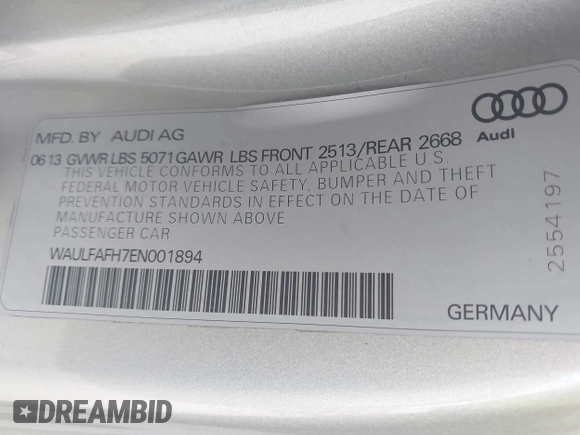 MFD. BY AUDI AG
Audi
0613 GVWR LBS 5071 GAWR LBS FRONT 2513/REAR 2668
THIS VEHICLE CONFORMS TO ALL APPLICABLE U.S.
FEDERAL MOTOR VEHICLE SAFETY, BUMPER AND THEFT
PREVENTION STANDARDS IN EFFECT ON THE DATE OF
MANUFACTURE SHOWN ABOVE
PASSENGER CAR
WAULFAFH7EN001894
2554197
GERMANY
DREAMBID